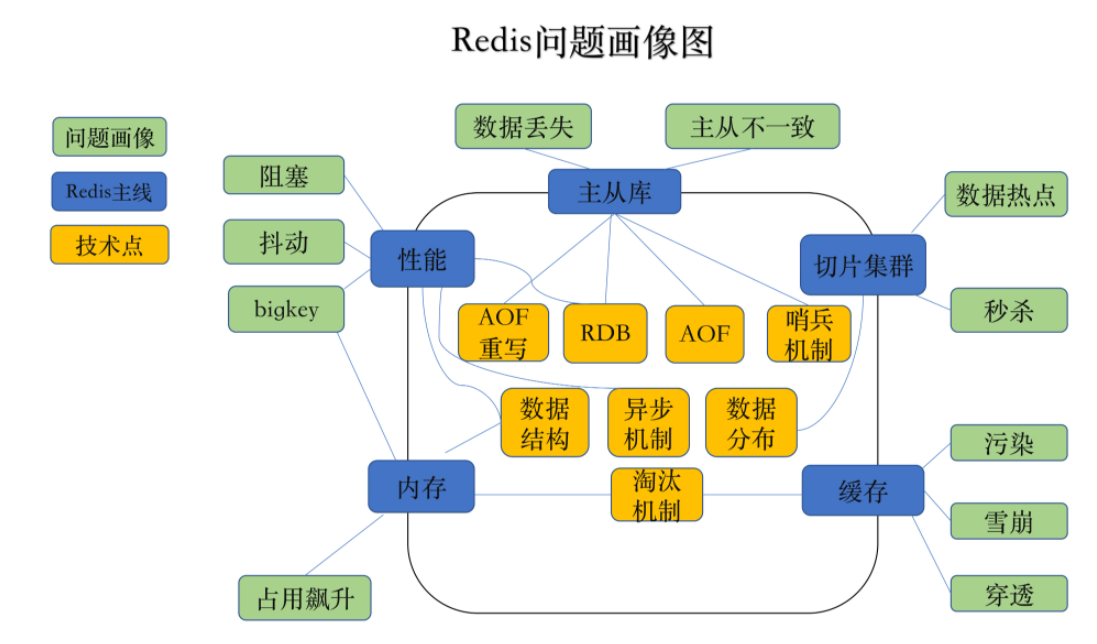 Redis问题画像图
问题画像
Redis主线
技术点
数据丢失
主从不一致
阻塞
主从库
数据热点
抖动
性能
切片集群
bigkey
秒杀
AOF
重写
RDB
AOF
哨兵
机制
数据
结构
异步
机制
数据
分布
污染
内存
淘汰
机制
缓存
雪崩
占用飙升
穿透